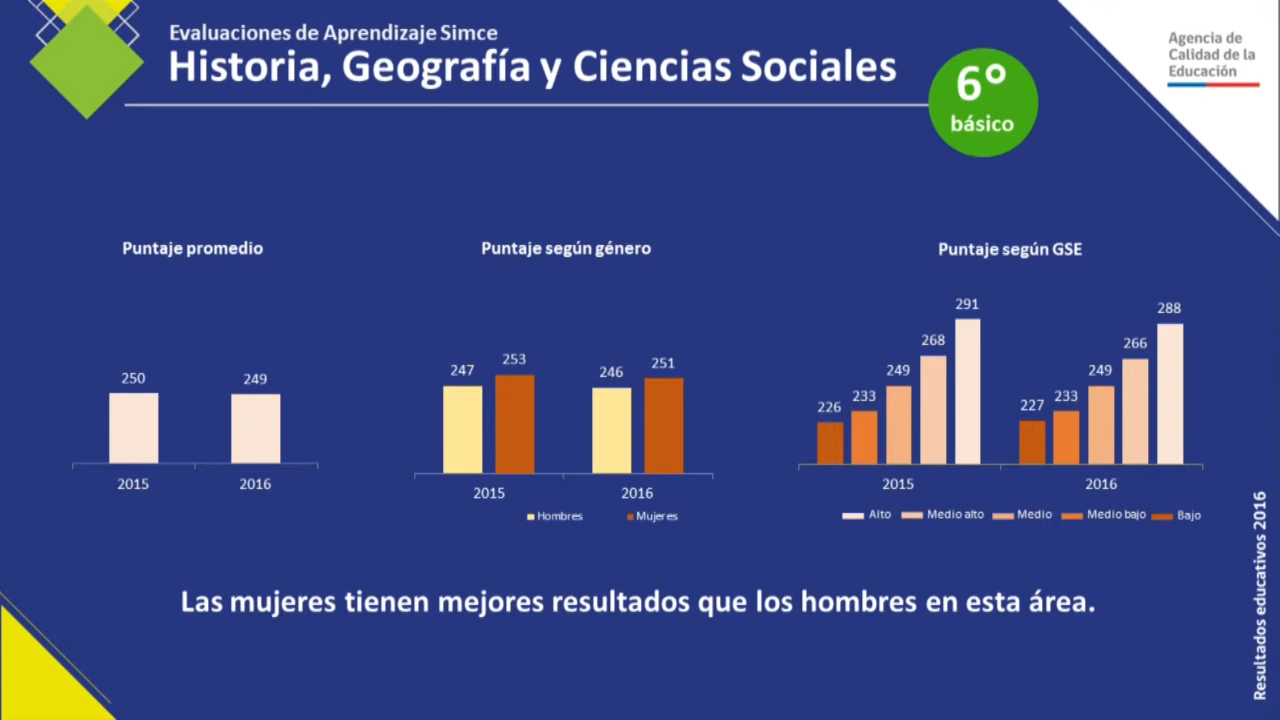 Evaluaciones de Aprendizaje Simce
Historia, Geografía y Ciencias Sociales
6°
básico
Agencia de
Calidad de la
Educación
Puntaje promedio
250
249
2015
2016
Puntaje según género
247
253
246
251
2015
2016
Hombres
Mujeres
Puntaje según GSE
226
233
249
268
291
227
233
249
266
288
2015
2016
Alto
Medio alto
Medio
Medio bajo
Bajo
Las mujeres tienen mejores resultados que los hombres en esta área.
Resultados educativos 2016